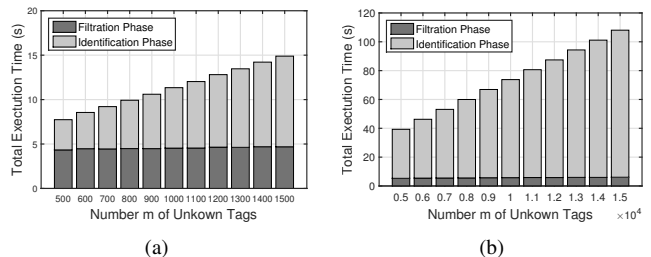 20
15
10
5
0
Total Exectution Time (s)
Filtration Phase
Identification Phase
500 600 700 800 900 1000 1100 1200 1300 1400 1500
Number m of Unkown Tags
(a)
120
100
80
60
40
20
0
Total Exectution Time (s)
Filtration Phase
Identification Phase
0.5 0.6 0.7 0.8 0.9 1 1.1 1.2 1.3 1.4 1.5
Number m of Unkown Tags ×10⁴
(b)